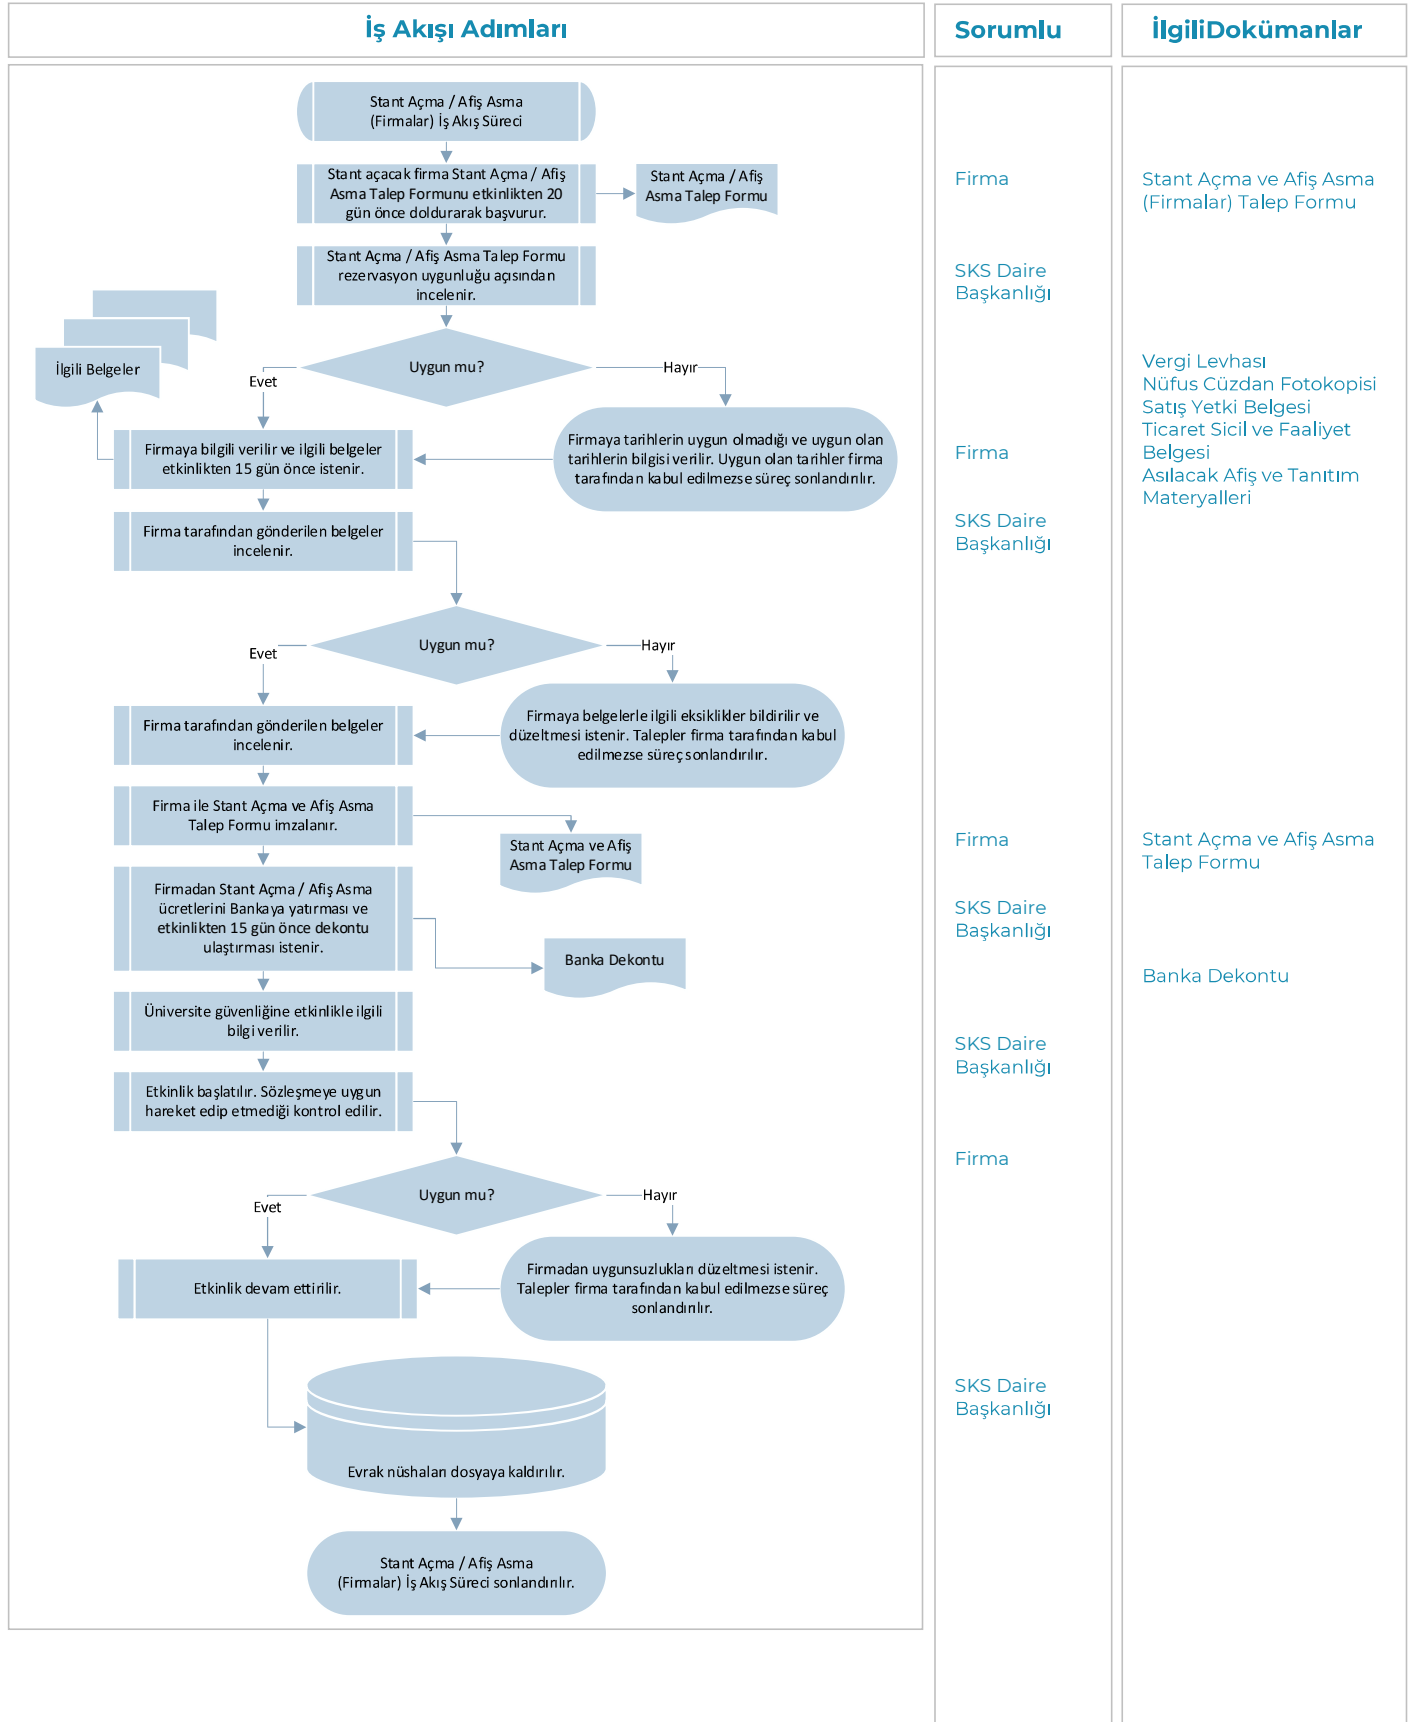 İş Akışı Adımları
Sorumlu
İlgiliDokümanlar
Stant Açma / Afiş Asma
(Firmalar) İş Akış Süreci
Stant açacak firma Stant Açma / Afiş
Asma Talep Formunu etkinlikten 20
gün önce doldurarak başvurur.
Stant Açma / Afiş
Asma Talep Formu
Firma
Stant Açma ve Afiş Asma
(Firmalar) Talep Formu
Stant Açma / Afiş Asma Talep Formu
rezervasyon uygunluğu açısından
incelenir.
SKS Daire
Başkanlığı
Uygun mu?
Evet
Hayır
İlgili Belgeler
Vergi Levhası
Nüfus Cüzdan Fotokopisi
Satış Yetki Belgesi
Ticaret Sicil ve Faaliyet
Belgesi
Asılacak Afiş ve Tanıtım
Materyalleri
Firmaya bilgili verilir ve ilgili belgeler
etkinlikten 15 gün önce istenir.
Firmaya tarihlerin uygun olmadığı ve uygun olan
tarihlerin bilgisi verilir. Uygun olan tarihler firma
tarafından kabul edilmezse süreç sonlandırılır.
Firma
Firma tarafından gönderilen belgeler
incelenir.
SKS Daire
Başkanlığı
Uygun mu?
Evet
Hayır
Firma tarafından gönderilen belgeler
incelenir.
Firmaya belgelerle ilgili eksiklikler bildirilir ve
düzeltmesi istenir. Talepler firma tarafından kabul
edilmezse süreç sonlandırılır.
Firma ile Stant Açma ve Afiş Asma
Talep Formu imzalanır.
Stant Açma ve Afiş
Asma Talep Formu
Firma
Stant Açma ve Afiş Asma
Talep Formu
Firmadan Stant Açma / Afiş Asma
ücretlerini Bankaya yatırması ve
etkinlikten 15 gün önce dekontu
ulaştırması istenir.
SKS Daire
Başkanlığı
Banka Dekontu
Banka Dekontu
Üniversite güvenliğine etkinlikle ilgili
bilgi verilir.
SKS Daire
Başkanlığı
Etkinlik başlatılır. Sözleşmeye uygun
hareket edip etmediği kontrol edilir.
Firma
Uygun mu?
Evet
Hayır
Etkinlik devam ettirilir.
Firmadan uygunsuzlukları düzeltmesi istenir.
Talepler firma tarafından kabul edilmezse süreç
sonlandırılır.
SKS Daire
Başkanlığı
Evrak nüshaları dosyaya kaldırılır.
Stant Açma / Afiş Asma
(Firmalar) İş Akış Süreci sonlandırılır.